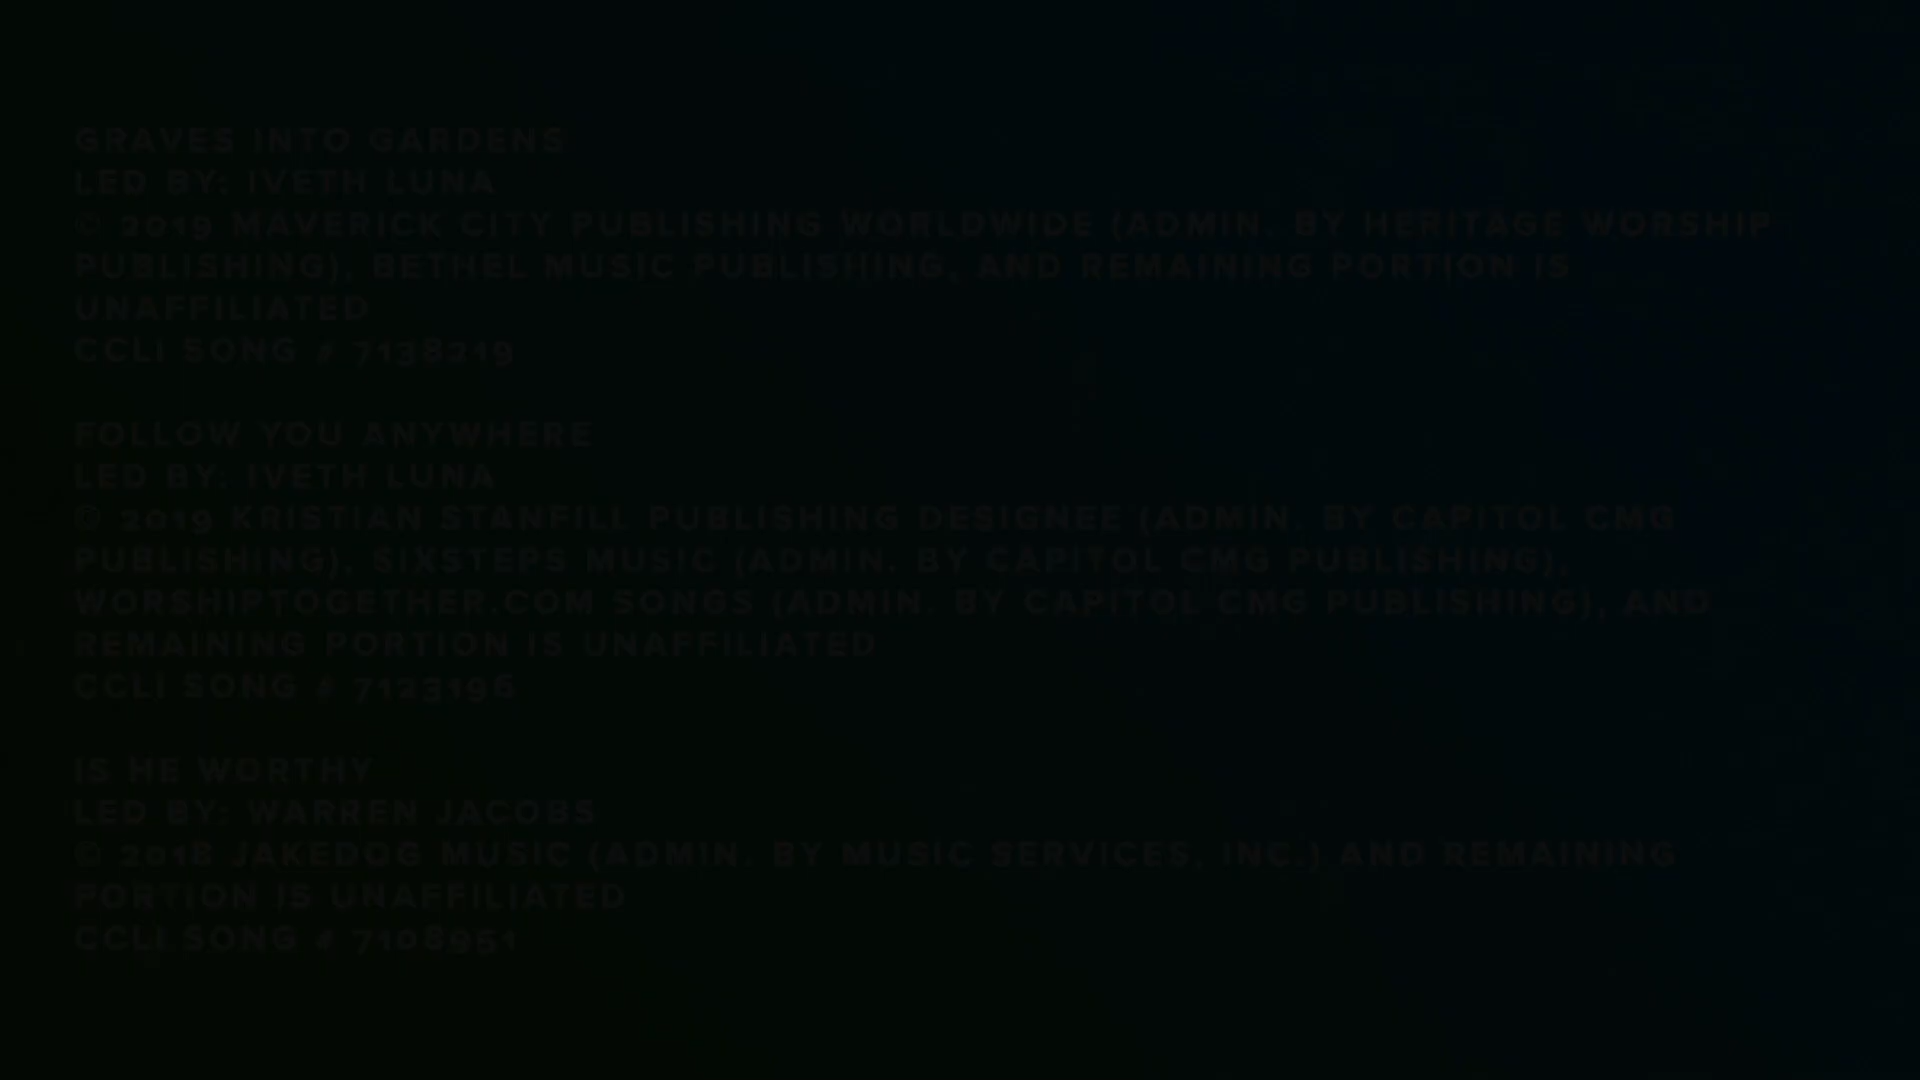 GRAVES INTO GARDENS
LED BY: IVETH LUNA
© 2019 MAVERICK CITY PUBLISHING WORLDWIDE (ADMIN. BY HERITAGE WORSHIP
PUBLISHING), BETHEL MUSIC PUBLISHING, AND REMAINING PORTION IS
UNAFFILIATED
CCLI SONG # 7138219
FOLLOW YOU ANYWHERE
LED BY: IVETH LUNA
© 2019 KRISTIAN STANFILL PUBLISHING DESIGNEE (ADMIN. BY CAPITOL CMG
PUBLISHING), SIXSTEPS MUSIC (ADMIN. BY CAPITOL CMG PUBLISHING),
WORSHIPTOGETHER.COM SONGS (ADMIN. BY CAPITOL CMG PUBLISHING), AND
REMAINING PORTION IS UNAFFILIATED
CCLI SONG # 7123196
IS HE WORTHY
LED BY: WARREN JACOBS
© 2018 JAKEDOG MUSIC (ADMIN. BY MUSIC SERVICES, INC.) AND REMAINING
PORTION IS UNAFFILIATED
CCLI SONG # 7108951